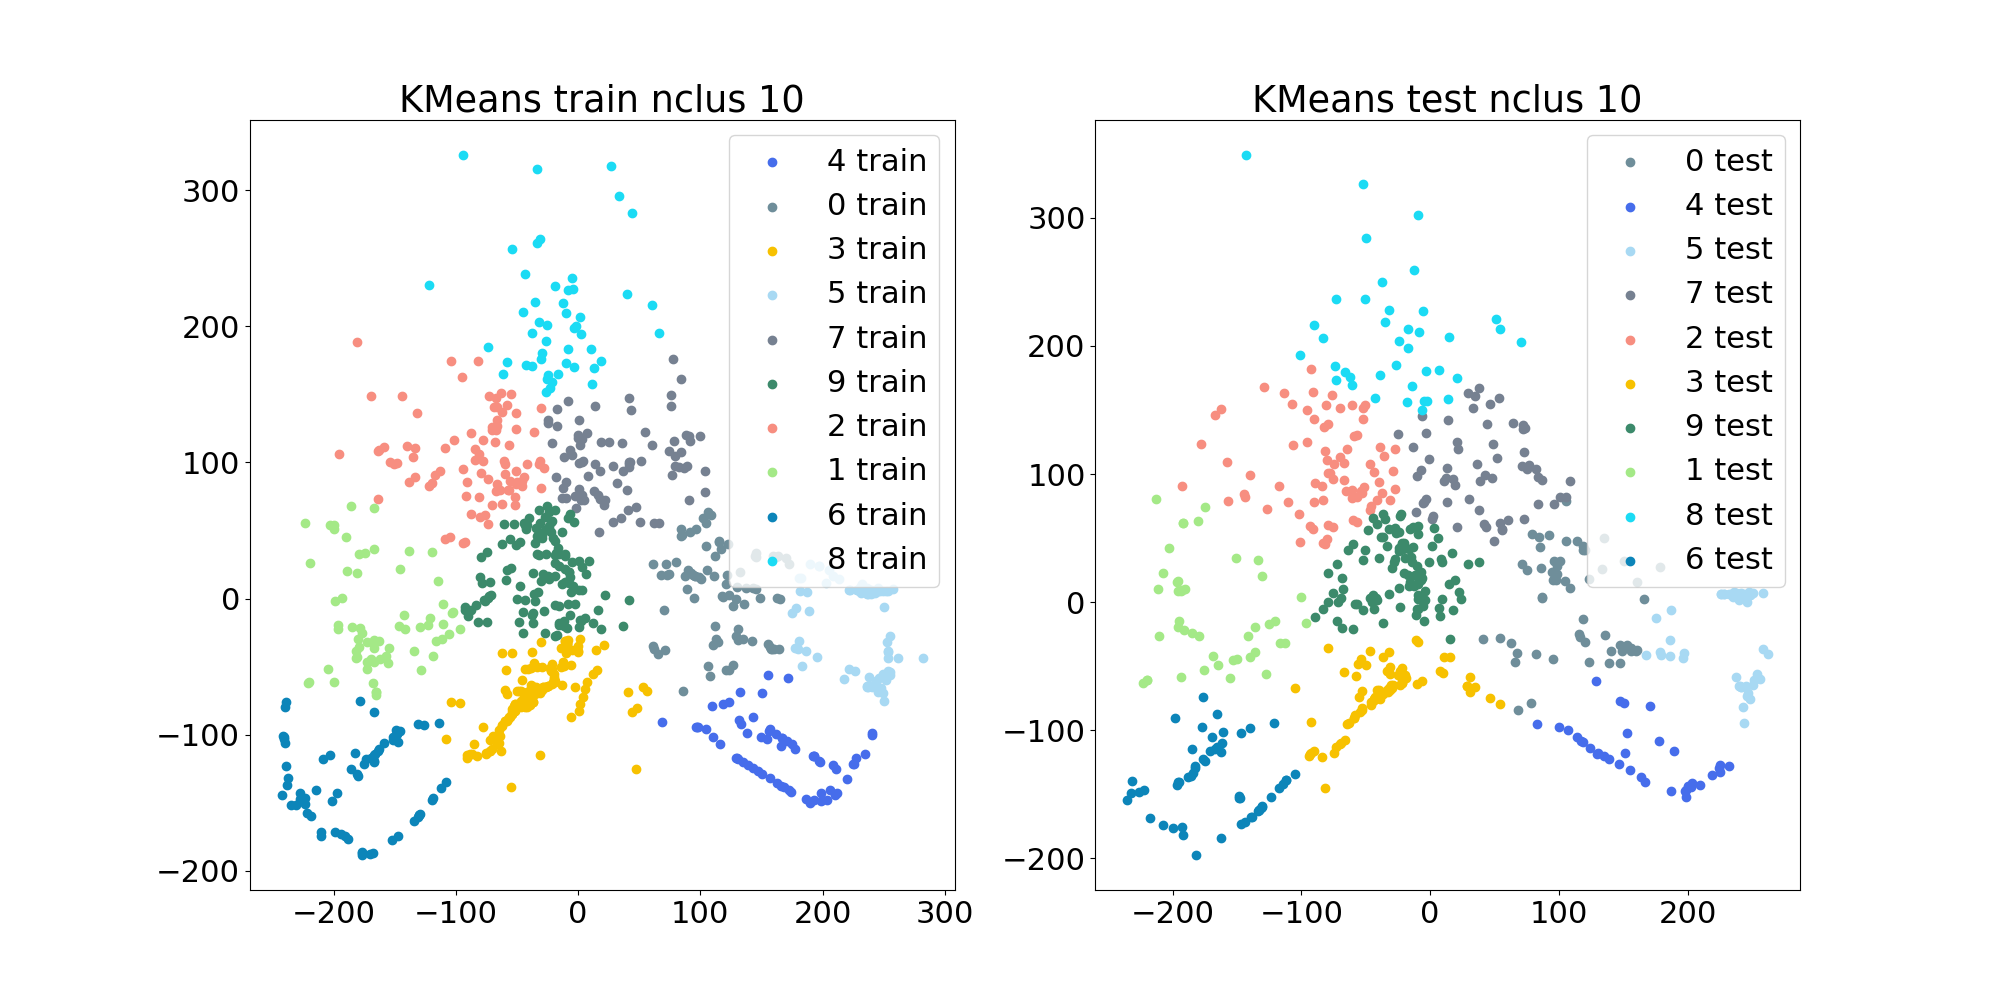 KMeans train nclus 10
300
200
100
0
−100
−200
−200
−100
0
100
200
300
4 train
0 train
3 train
5 train
7 train
9 train
2 train
1 train
6 train
8 train
KMeans test nclus 10
300
200
100
0
−100
−200
−200
−100
0
100
200
0 test
4 test
5 test
7 test
2 test
3 test
9 test
1 test
8 test
6 test